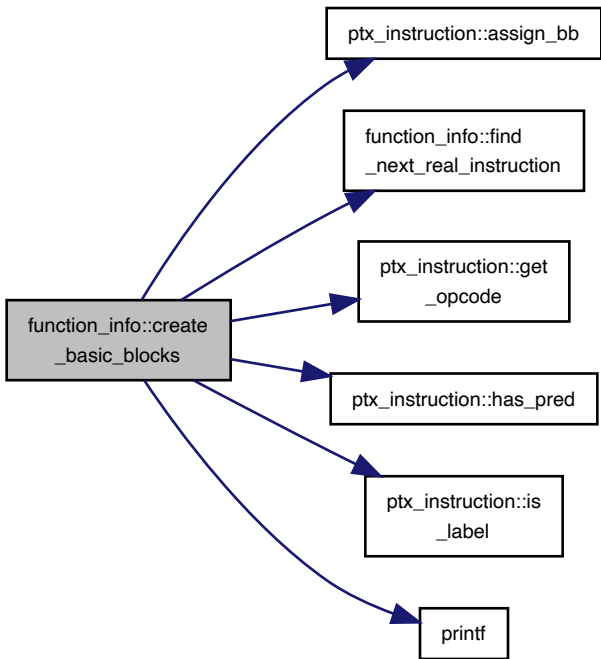 ptx_instruction::assign_bb
function_info::find
_next_real_instruction
ptx_instruction::get
_opcode
function_info::create
_basic_blocks
ptx_instruction::has_pred
ptx_instruction::is
_label
printf